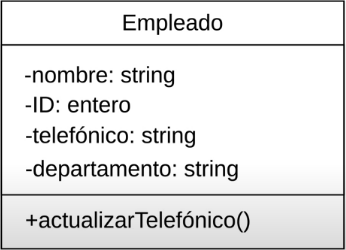 Empleado
-nombre: string
-ID: entero
-telefónico: string
-departamento: string
+actualizarTelefónico()